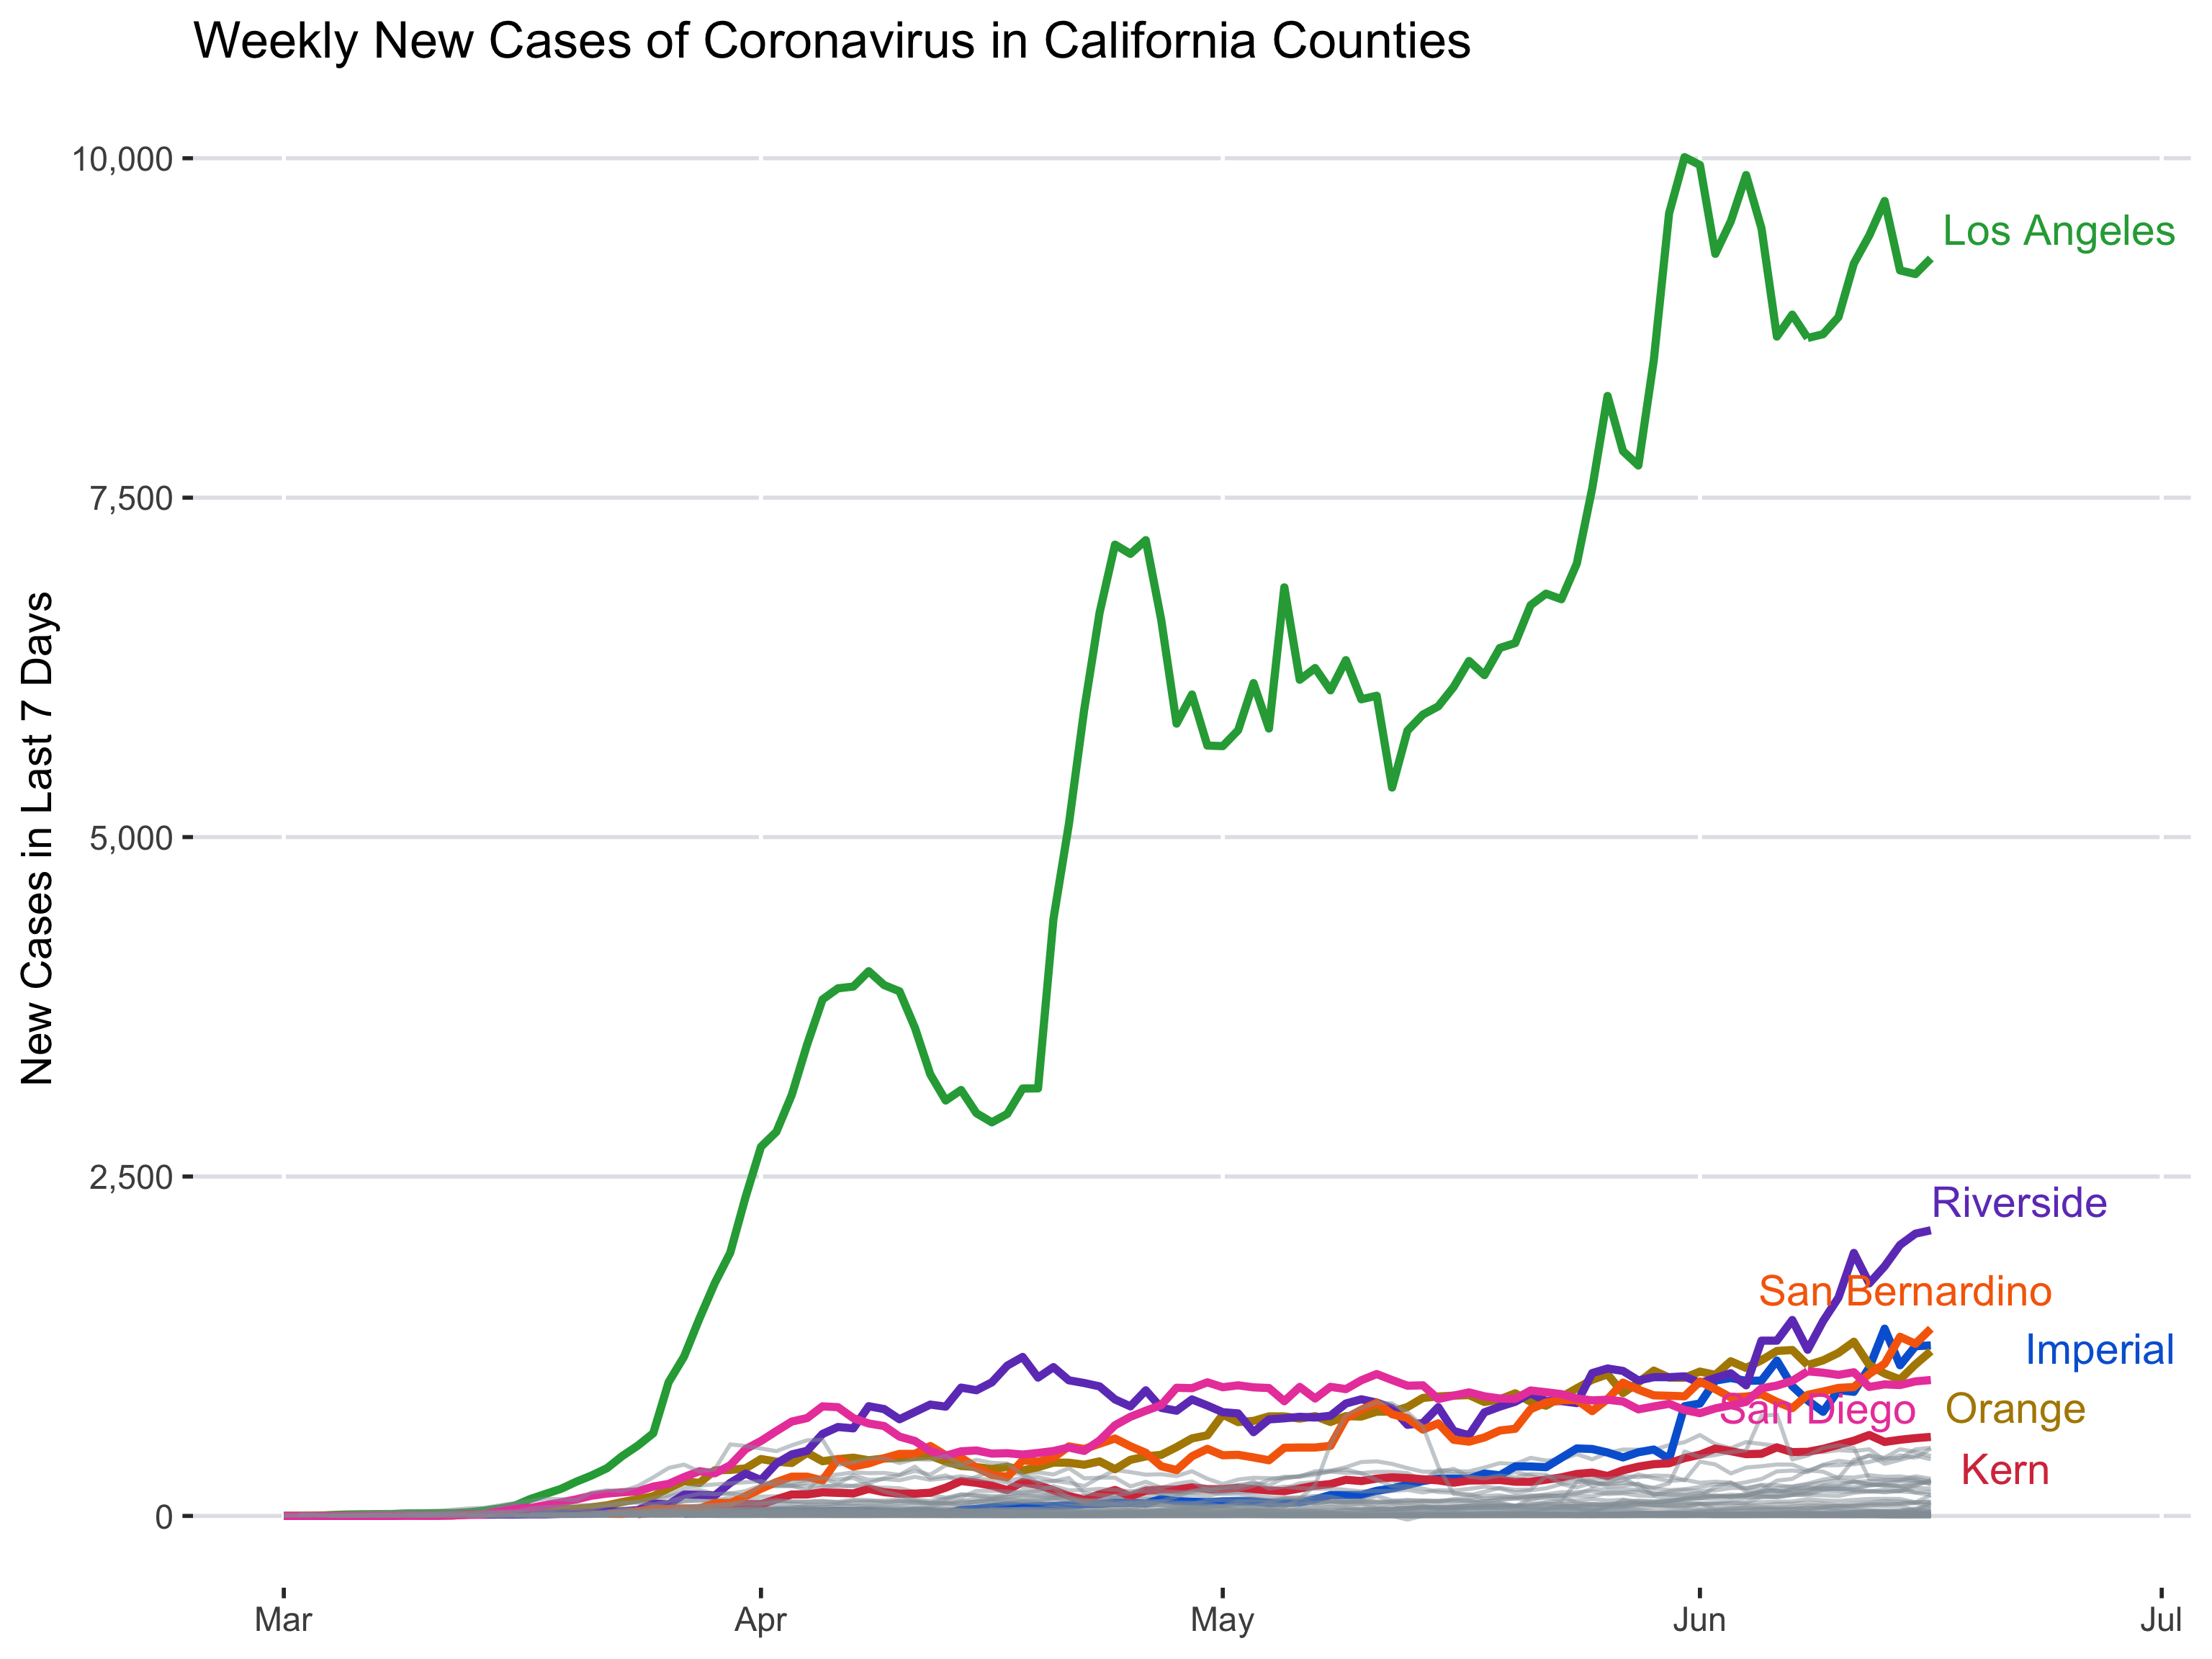 Weekly New Cases of Coronavirus in California Counties
New Cases in Last 7 Days
10,000
7,500
5,000
2,500
0
Los Angeles
Riverside
San Bernardino
Imperial
San Diego
Orange
Kern
Mar
Apr
May
Jun
Jul